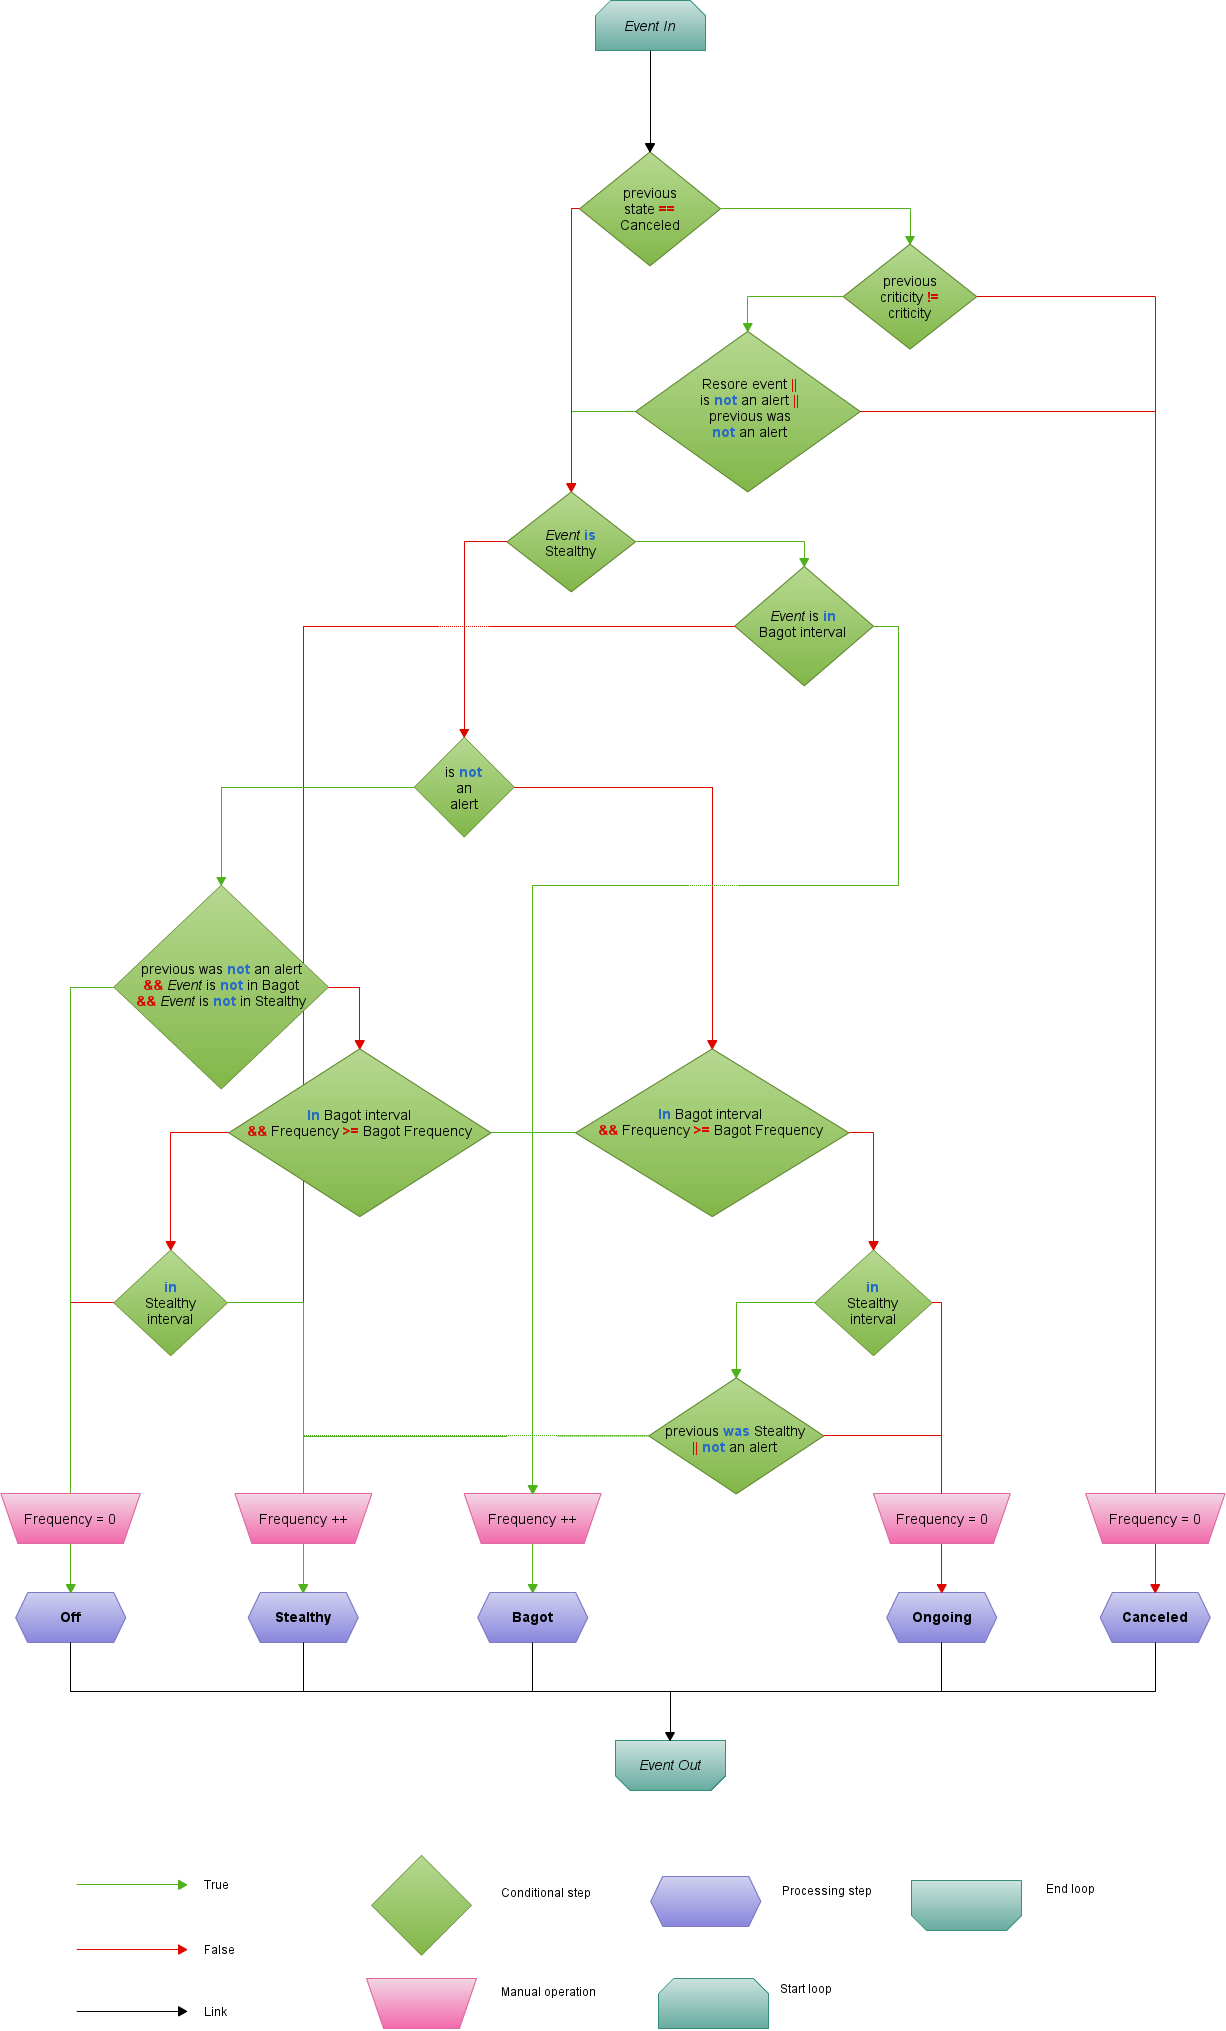 Event In
previous
state ==
Canceled
previous
criticity !=
criticity
Resore event ||
is not an alert ||
previous was
not an alert
Event is
Stealthy
Event is in
Bagot interval
is not
an
alert
previous was not an alert
&& Event is not in Bagot
&& Event is not in Stealthy
In Bagot interval
&& Frequency >= Bagot Frequency
In Bagot interval
&& Frequency >= Bagot Frequency
in
Stealthy
interval
in
Stealthy
interval
previous was Stealthy
|| not an alert
Frequency = 0
Frequency ++
Frequency ++
Frequency = 0
Frequency = 0
Off
Stealthy
Bagot
Ongoing
Canceled
Event Out
True
Conditional step
Processing step
End loop
False
Manual operation
Start loop
Link